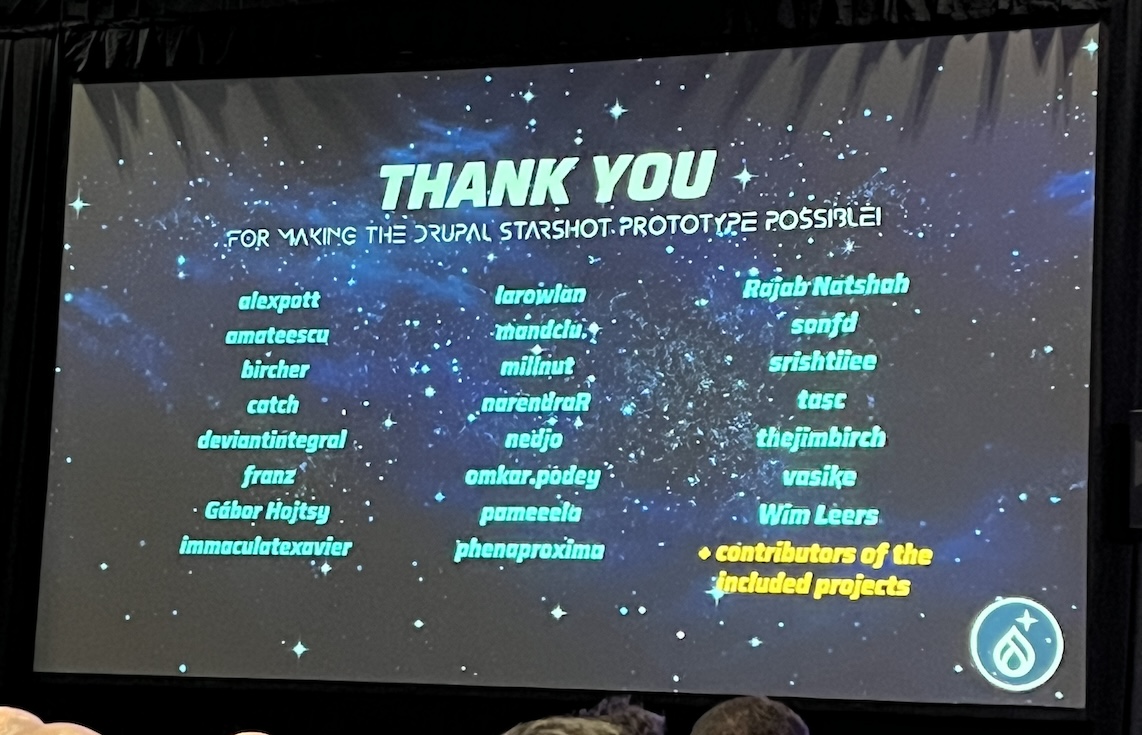 THANK YOU
FOR MAKING THE DRUPAL STARSHOT PROTOTYPE POSSIBLE!
alexpott
amateescu
bircher
catch
deviantintegral
franz
Gábor Hojtsy
immaculatexavier
larowlan
mandclu
millnut
narendraR
nedjo
omkar.podey
pameeela
phenaproxima
Rajab Natshah
sonfd
srishtiiee
tasc
thejimbirch
vasike
Wim Leers
+ contributors of the
included projects